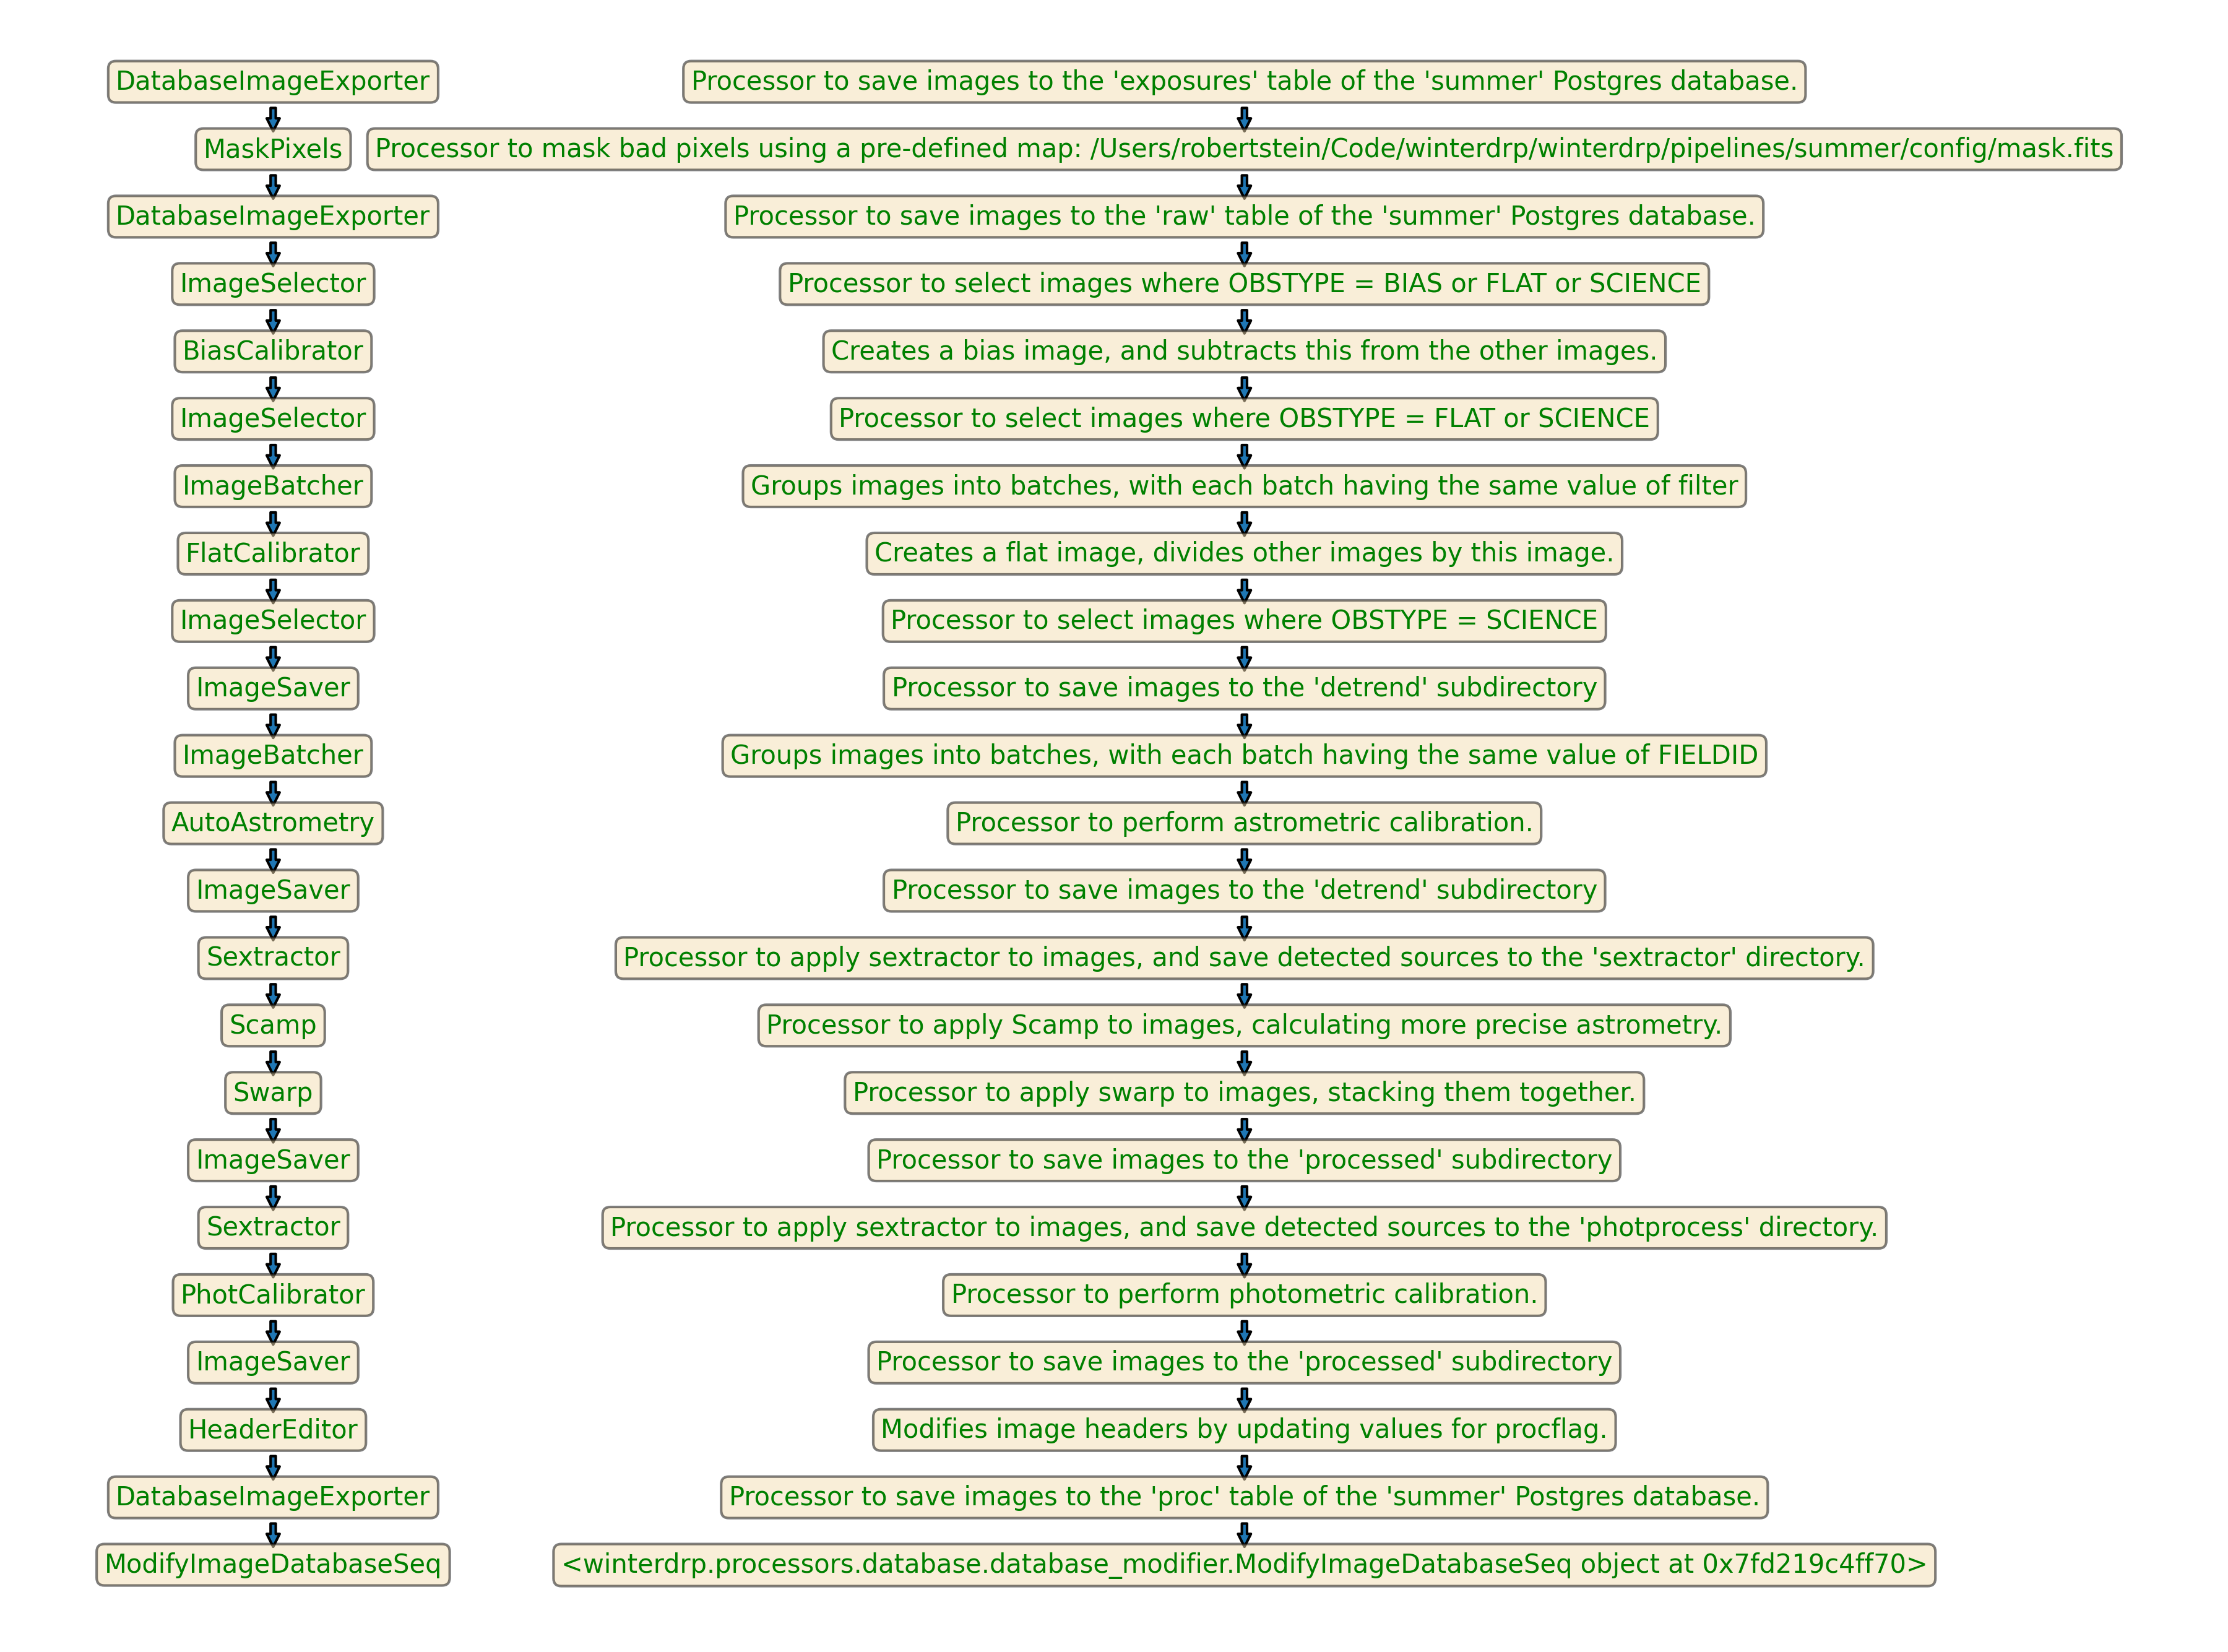 DatabaseImageExporter
Processor to save images to the 'exposures' table of the 'summer' Postgres database.
MaskPixels
Processor to mask bad pixels using a pre-defined map: /Users/robertstein/Code/winterdrp/winterdrp/pipelines/summer/config/mask.fits
DatabaseImageExporter
Processor to save images to the 'raw' table of the 'summer' Postgres database.
ImageSelector
Processor to select images where OBSTYPE = BIAS or FLAT or SCIENCE
BiasCalibrator
Creates a bias image, and subtracts this from the other images.
ImageSelector
Processor to select images where OBSTYPE = FLAT or SCIENCE
ImageBatcher
Groups images into batches, with each batch having the same value of filter
FlatCalibrator
Creates a flat image, divides other images by this image.
ImageSelector
Processor to select images where OBSTYPE = SCIENCE
ImageSaver
Processor to save images to the 'detrend' subdirectory
ImageBatcher
Groups images into batches, with each batch having the same value of FIELDID
AutoAstrometry
Processor to perform astrometric calibration.
ImageSaver
Processor to save images to the 'detrend' subdirectory
Sextractor
Processor to apply sextractor to images, and save detected sources to the 'sextractor' directory.
Scamp
Processor to apply Scamp to images, calculating more precise astrometry.
Swarp
Processor to apply swarp to images, stacking them together.
ImageSaver
Processor to save images to the 'processed' subdirectory
Sextractor
Processor to apply sextractor to images, and save detected sources to the 'photprocess' directory.
PhotCalibrator
Processor to perform photometric calibration.
ImageSaver
Processor to save images to the 'processed' subdirectory
HeaderEditor
Modifies image headers by updating values for procflag.
DatabaseImageExporter
Processor to save images to the 'proc' table of the 'summer' Postgres database.
ModifyImageDatabaseSeq
<winterdrp.processors.database.database_modifier.ModifyImageDatabaseSeq object at 0x7fd219c4ff70>